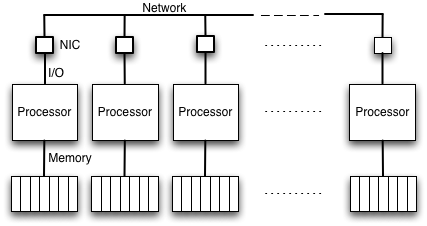 Network
NIC
I/O
Processor
Processor
Processor
Processor
Memory